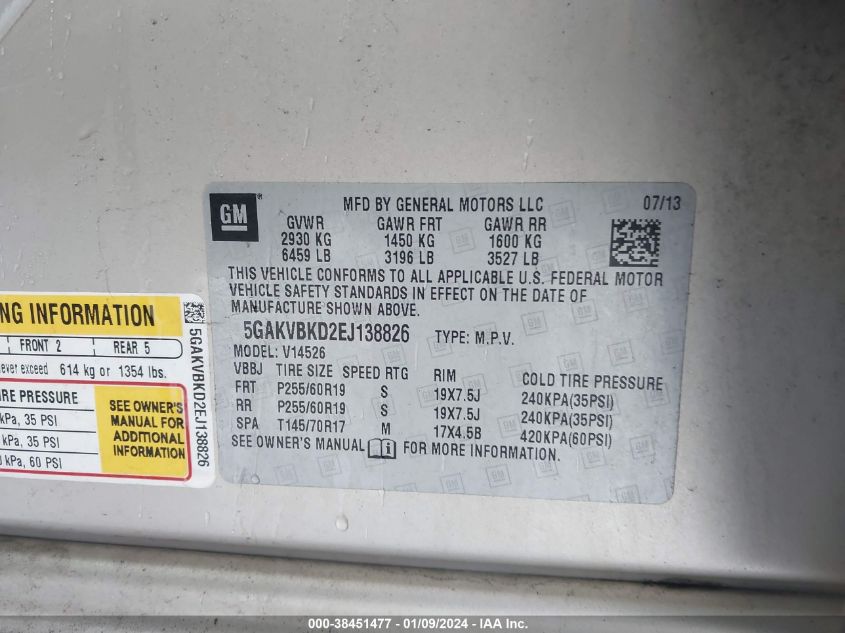 GM
MFD BY GENERAL MOTORS LLC 07/13
GVWR GAWR FRT GAWR RR
2930 KG 1450 KG 1600 KG
6459 LB 3196 LB 3527 LB
THIS VEHICLE CONFORMS TO ALL APPLICABLE U.S. FEDERAL MOTOR
VEHICLE SAFETY STANDARDS IN EFFECT ON THE DATE OF
MANUFACTURE SHOWN ABOVE.
5GAKVBKD2EJ138826 TYPE: M.P.V.
MODEL: V14526
VBBJ TIRE SIZE SPEED RTG RIM COLD TIRE PRESSURE
FRT P255/60R19 S 19X7.5J 240KPA(35PSI)
RR P255/60R19 S 19X7.5J 240KPA(35PSI)
SPA T145/70R17 M 17X4.5B 420KPA(60PSI)
SEE OWNER'S MANUAL FOR MORE INFORMATION.
NG INFORMATION
FRONT 2 REAR 5
ever exceed 614 kg or 1354 lbs.
IRE PRESSURE
kPa, 35 PSI
kPa, 35 PSI
kPa, 60 PSI
SEE OWNER'S
MANUAL FOR
ADDITIONAL
INFORMATION
5GAKVBKD2EJ138826
000-38451477 - 01/09/2024 - IAA Inc.